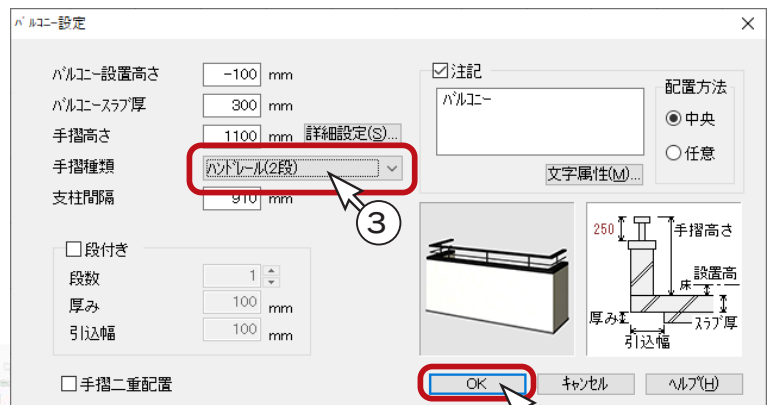 バルコニー設定
バルコニー設置高さ -100 mm
バルコニースラブ厚 300 mm
手摺高さ 1100 mm 詳細設定(S)...
手摺種類 ハンドレール(2段)
支柱間隔 910 mm
③
段付き
段数 1
厚み 100 mm
引込幅 100 mm
手摺二重配置
注記
バルコニー
文字属性(M)...
配置方法
中央
任意
250 手摺高さ
設置高
床
厚み スラブ厚
引込幅
OK キャンセル ヘルプ(H)